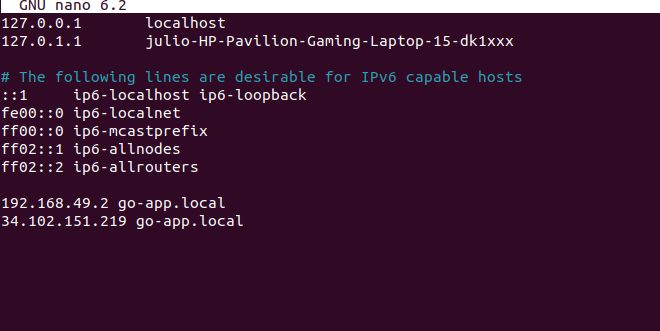 GNU nano 6.2
127.0.0.1 localhost
127.0.1.1 julio-HP-Pavilion-Gaming-Laptop-15-dk1xxx
# The following lines are desirable for IPv6 capable hosts
::1 ip6-localhost ip6-loopback
fe00::0 ip6-localnet
ff00::0 ip6-mcastprefix
ff02::1 ip6-allnodes
ff02::2 ip6-allrouters
192.168.49.2 go-app.local
34.102.151.219 go-app.local